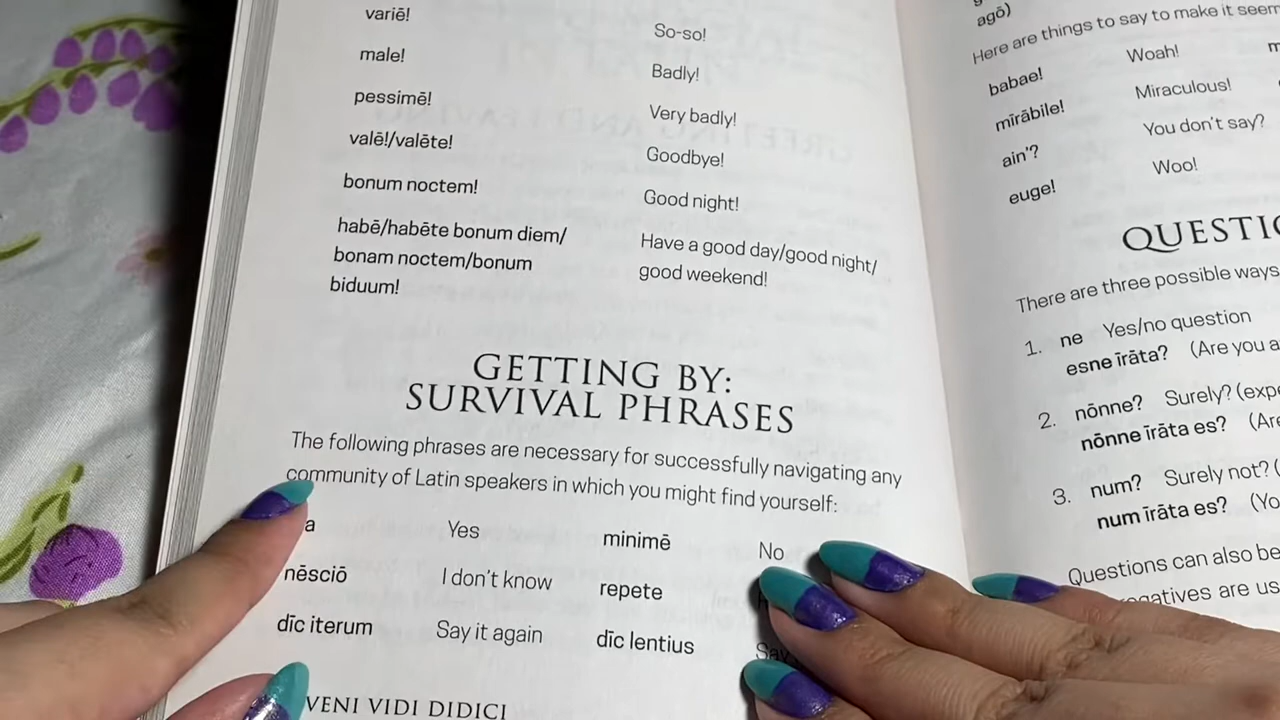 variē!
So-so!
male!
Badly!
pessimē!
Very badly!
valē!/valēte!
Goodbye!
bonum noctem!
Good night!
habē/habēte bonum diem/
bonam noctem/bonum
biduum!
Have a good day/good night/
good weekend!
GETTING BY:
SURVIVAL PHRASES
The following phrases are necessary for successfully navigating any
community of Latin speakers in which you might find yourself:
Yes minimē No
nēsciō I don't know repete
dīc iterum Say it again dīc lentius Say
VENI VIDI DIDICI
agō)
Here are things to say to make it seem
babae! Woah!
mīrābile! Miraculous!
ain'? You don't say?
euge! Woo!
There are three possible ways
1. ne Yes/no question
esne īrāta? (Are you a
2. nōnne? Surely?
nōnne īrāta es?
3. num? Surely not?
num īrāta es?
Questions can also be
are us